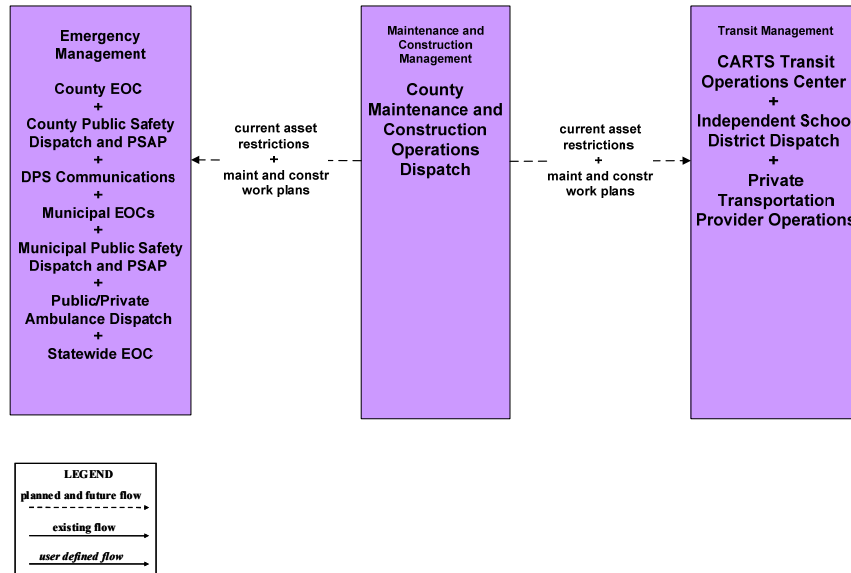 Emergency
Management
County EOC
+
County Public Safety
Dispatch and PSAP
+
DPS Communications
+
Municipal EOCs
+
Municipal Public Safety
Dispatch and PSAP
+
Public/Private
Ambulance Dispatch
+
Statewide EOC
current asset
restrictions
+
maint and constr
work plans
Maintenance and
Construction
Management
County
Maintenance and
Construction
Operations
Dispatch
current asset
restrictions
+
maint and constr
work plans
Transit Management
CARTS Transit
Operations Center
+
Independent School
District Dispatch
+
Private
Transportation
Provider Operations
LEGEND
planned and future flow
existing flow
user defined flow